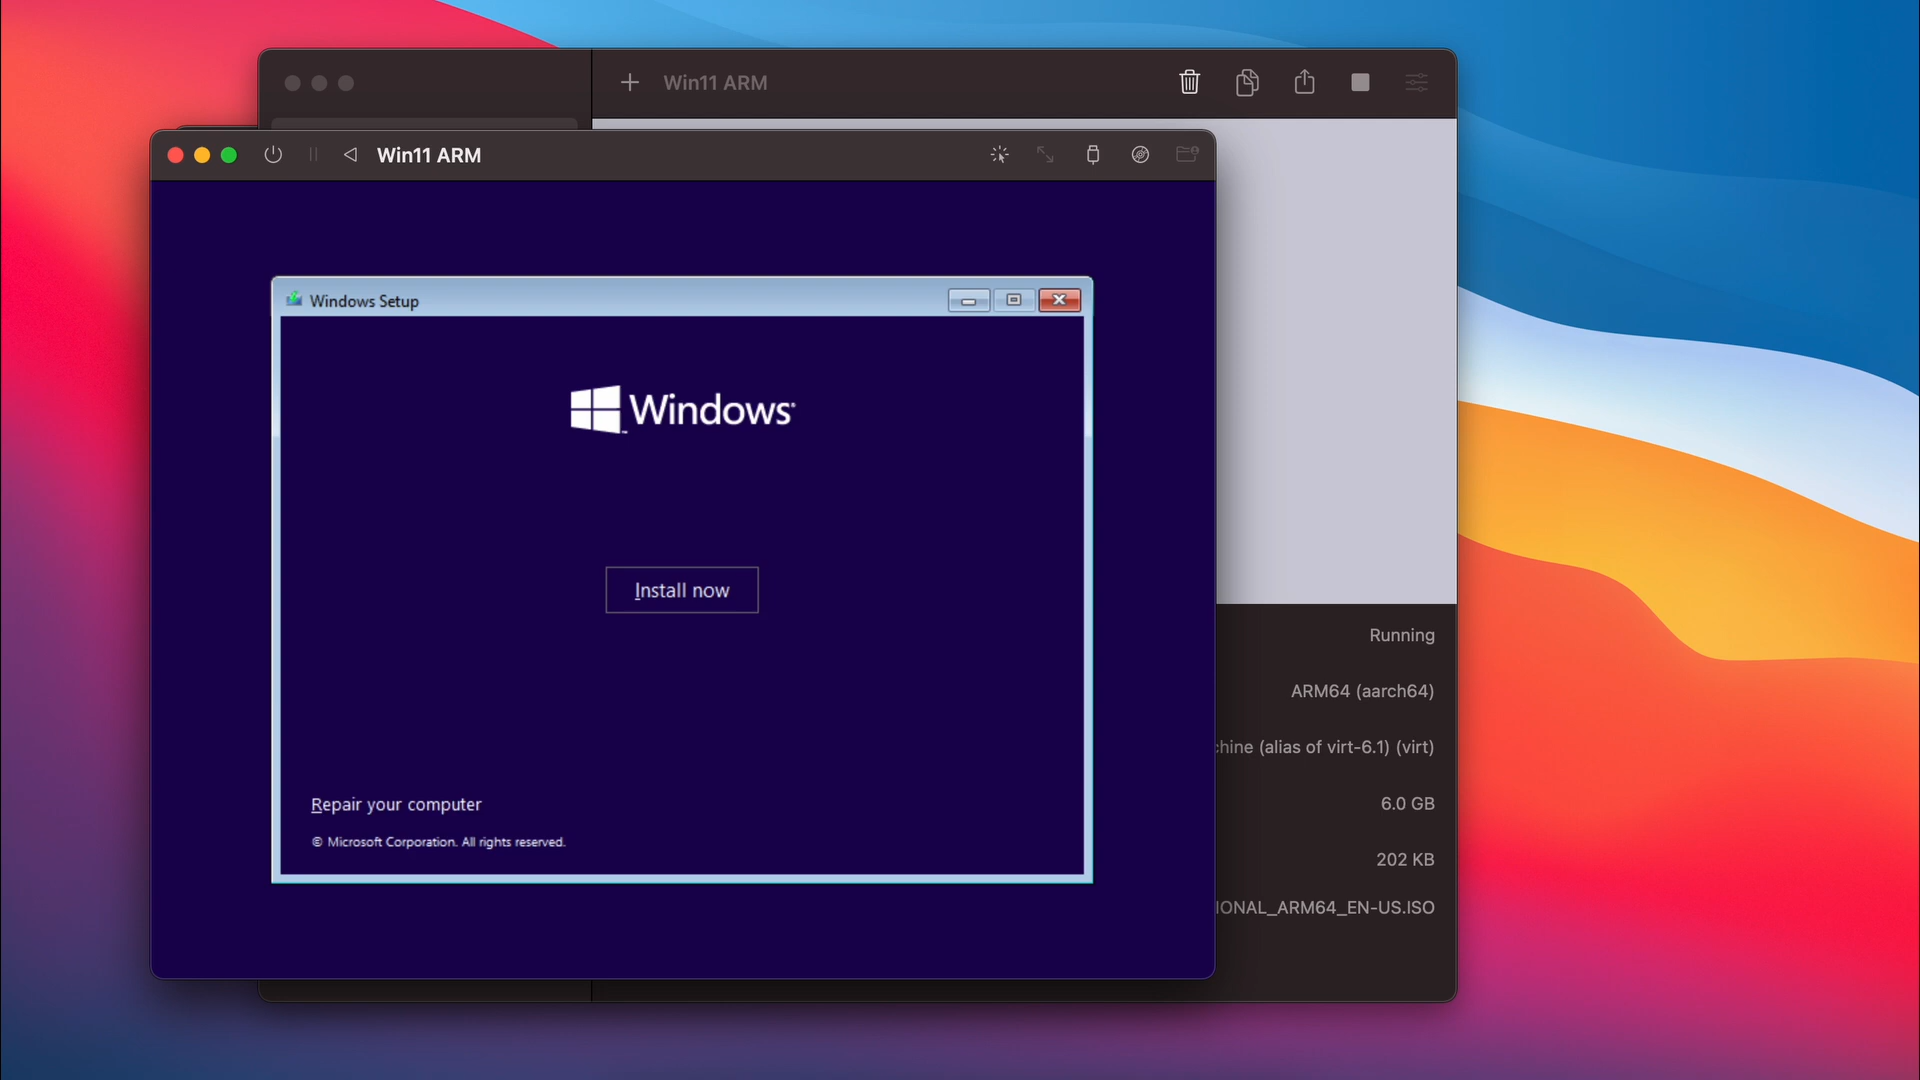 Win11 ARM
Win11 ARM
Windows Setup
Windows
Install now
Repair your computer
© Microsoft Corporation. All rights reserved.
Running
ARM64 (aarch64)
chine (alias of virt-6.1) (virt)
6.0 GB
202 KB
IONAL_ARM64_EN-US.ISO